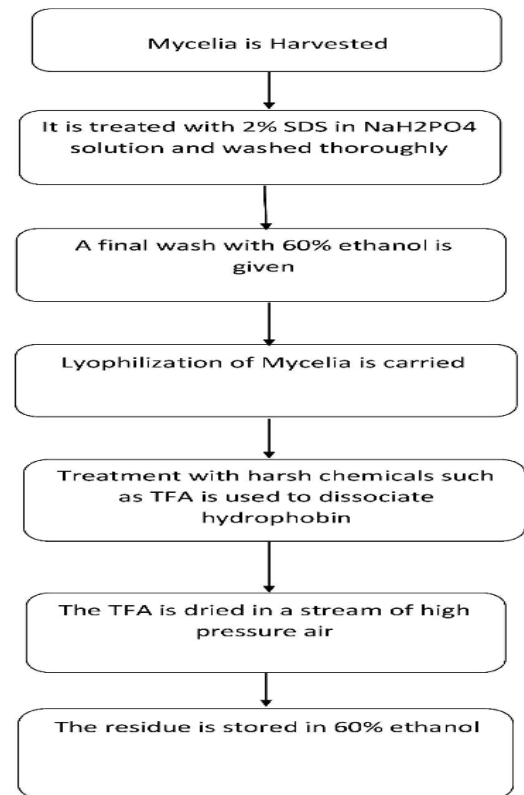 Mycelia is Harvested
It is treated with 2% SDS in NaH2PO4
solution and washed thoroughly
A final wash with 60% ethanol is
given
Lyophilization of Mycelia is carried
Treatment with harsh chemicals such
as TFA is used to dissociate
hydrophobin
The TFA is dried in a stream of high
pressure air
The residue is stored in 60% ethanol